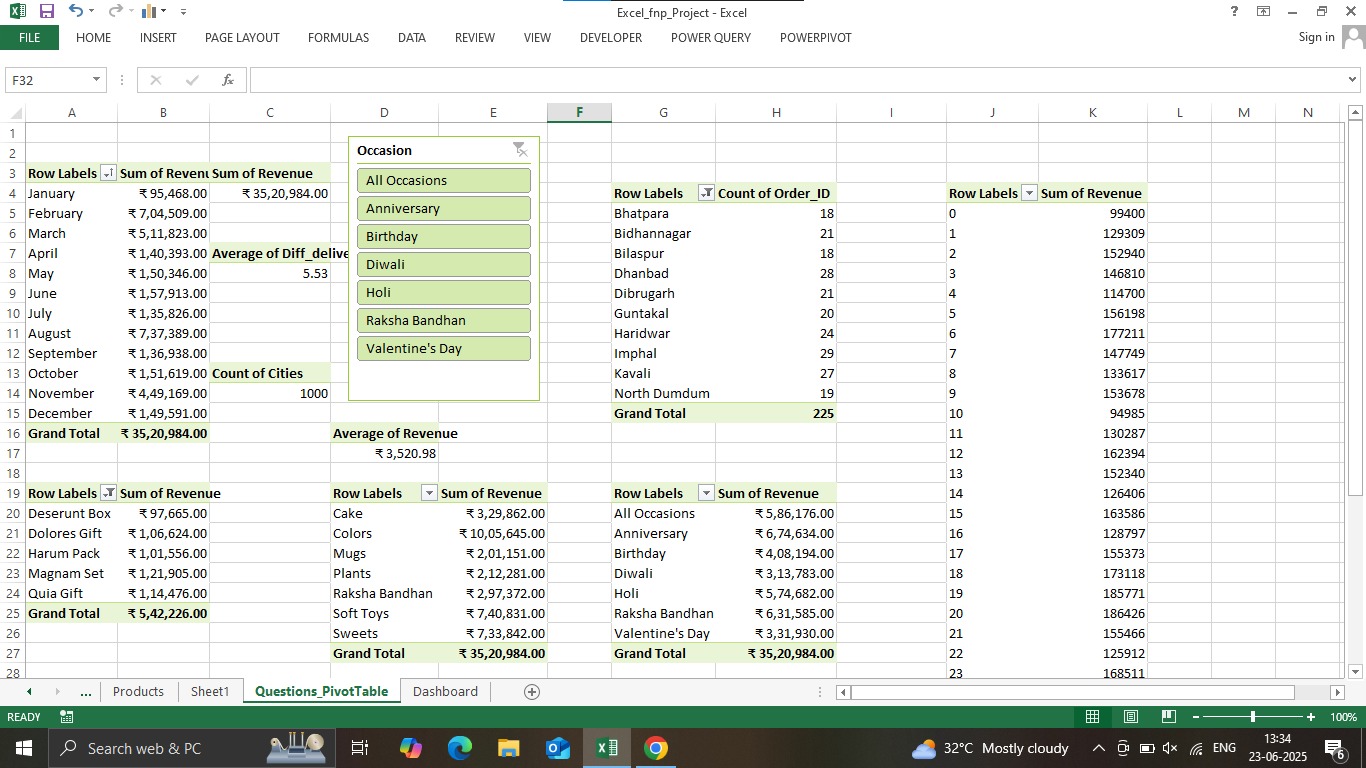 Excel_fnp_Project - Excel
?
FILE HOME INSERT PAGE LAYOUT FORMULAS DATA REVIEW VIEW DEVELOPER POWER QUERY POWERPIVOT Sign in
F32 fx
A B C D E F G H I J K L M N
1
2 Occasion
3 Row Labels Sum of Revenu Sum of Revenue
4 January ₹ 95,468.00 ₹ 35,20,984.00 All Occasions Row Labels Count of Order_ID Row Labels Sum of Revenue
5 February ₹ 7,04,509.00 Anniversary Bhatpara 18 0 99400
6 March ₹ 5,11,823.00 Birthday Bidhannagar 21 1 129309
7 April ₹ 1,40,393.00 Average of Diff_delive Bilaspur 18 2 152940
8 May ₹ 1,50,346.00 5.53 Diwali Dhanbad 28 3 146810
9 June ₹ 1,57,913.00 Holi Dibrugarh 21 4 114700
10 July ₹ 1,35,826.00 Raksha Bandhan Guntakal 20 5 156198
11 August ₹ 7,37,389.00 Valentine's Day Haridwar 24 6 177211
12 September ₹ 1,36,938.00 Imphal 29 7 147749
13 October ₹ 1,51,619.00 Count of Cities Kavali 27 8 133617
14 November ₹ 4,49,169.00 1000 North Dumdum 19 9 153678
15 December ₹ 1,49,591.00 Grand Total 225 10 94985
16 Grand Total ₹ 35,20,984.00 Average of Revenue 11 130287
17 ₹ 3,520.98 12 162394
18 13 152340
19 Row Labels Sum of Revenue Row Labels Sum of Revenue Row Labels Sum of Revenue 14 126406
20 Deserunt Box ₹ 97,665.00 Cake ₹ 3,29,862.00 All Occasions ₹ 5,86,176.00 15 163586
21 Dolores Gift ₹ 1,06,624.00 Colors ₹ 10,05,645.00 Anniversary ₹ 6,74,634.00 16 128797
22 Harum Pack ₹ 1,01,556.00 Mugs ₹ 2,01,151.00 Birthday ₹ 4,08,194.00 17 155373
23 Magnam Set ₹ 1,21,905.00 Plants ₹ 2,12,281.00 Diwali ₹ 3,13,783.00 18 173118
24 Quia Gift ₹ 1,14,476.00 Raksha Bandhan ₹ 2,97,372.00 Holi ₹ 5,74,682.00 19 185771
25 Grand Total ₹ 5,42,226.00 Soft Toys ₹ 7,40,831.00 Raksha Bandhan ₹ 6,31,585.00 20 186426
26 Sweets ₹ 7,33,842.00 Valentine's Day ₹ 3,31,930.00 21 155466
27 Grand Total ₹ 35,20,984.00 Grand Total ₹ 35,20,984.00 22 125912
28 23 168511
... Products Sheet1 Questions_PivotTable Dashboard
READY 100%
Search web & PC 32°C Mostly cloudy ENG 13:34
23-06-2025 6